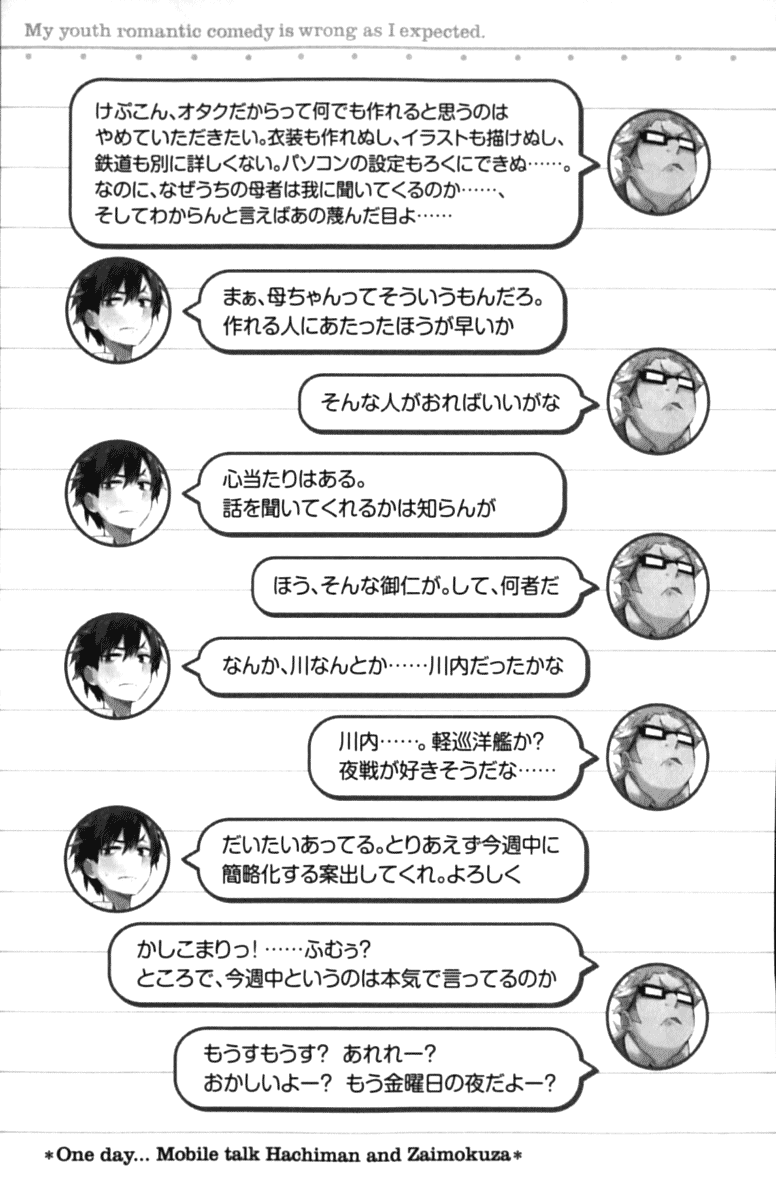 My youth romantic comedy is wrong as I expected.
けぷこん、オタクだからって何でも作れると思うのは
やめていただきたい。衣装も作れぬし、イラストも描けぬし、
鉄道も別に詳しくない。パソコンの設定もろくにできぬ……。
なのに、なぜうちの母者は我に聞いてくるのか……、
そしてわからんと言えばあの蔑んだ目よ……
まぁ、母ちゃんってそういうもんだろ。
作れる人にあたったほうが早いか
そんな人がおればいいがな
心当たりはある。
話を聞いてくれるかは知らんが
ほう、そんな御仁が。して、何者だ
なんか、川なんとか……川内だったかな
川内……。軽巡洋艦か?
夜戦が好きそうだな……
だいたいあってる。とりあえず今週中に
簡略化する案出してくれ。よろしく
かしこまりっ! ……ふむぅ?
ところで、今週中というのは本気で言ってるのか
もうすもうす? あれれー?
おかしいよー? もう金曜日の夜だよー?
*One day... Mobile talk Hachiman and Zaimokuza*